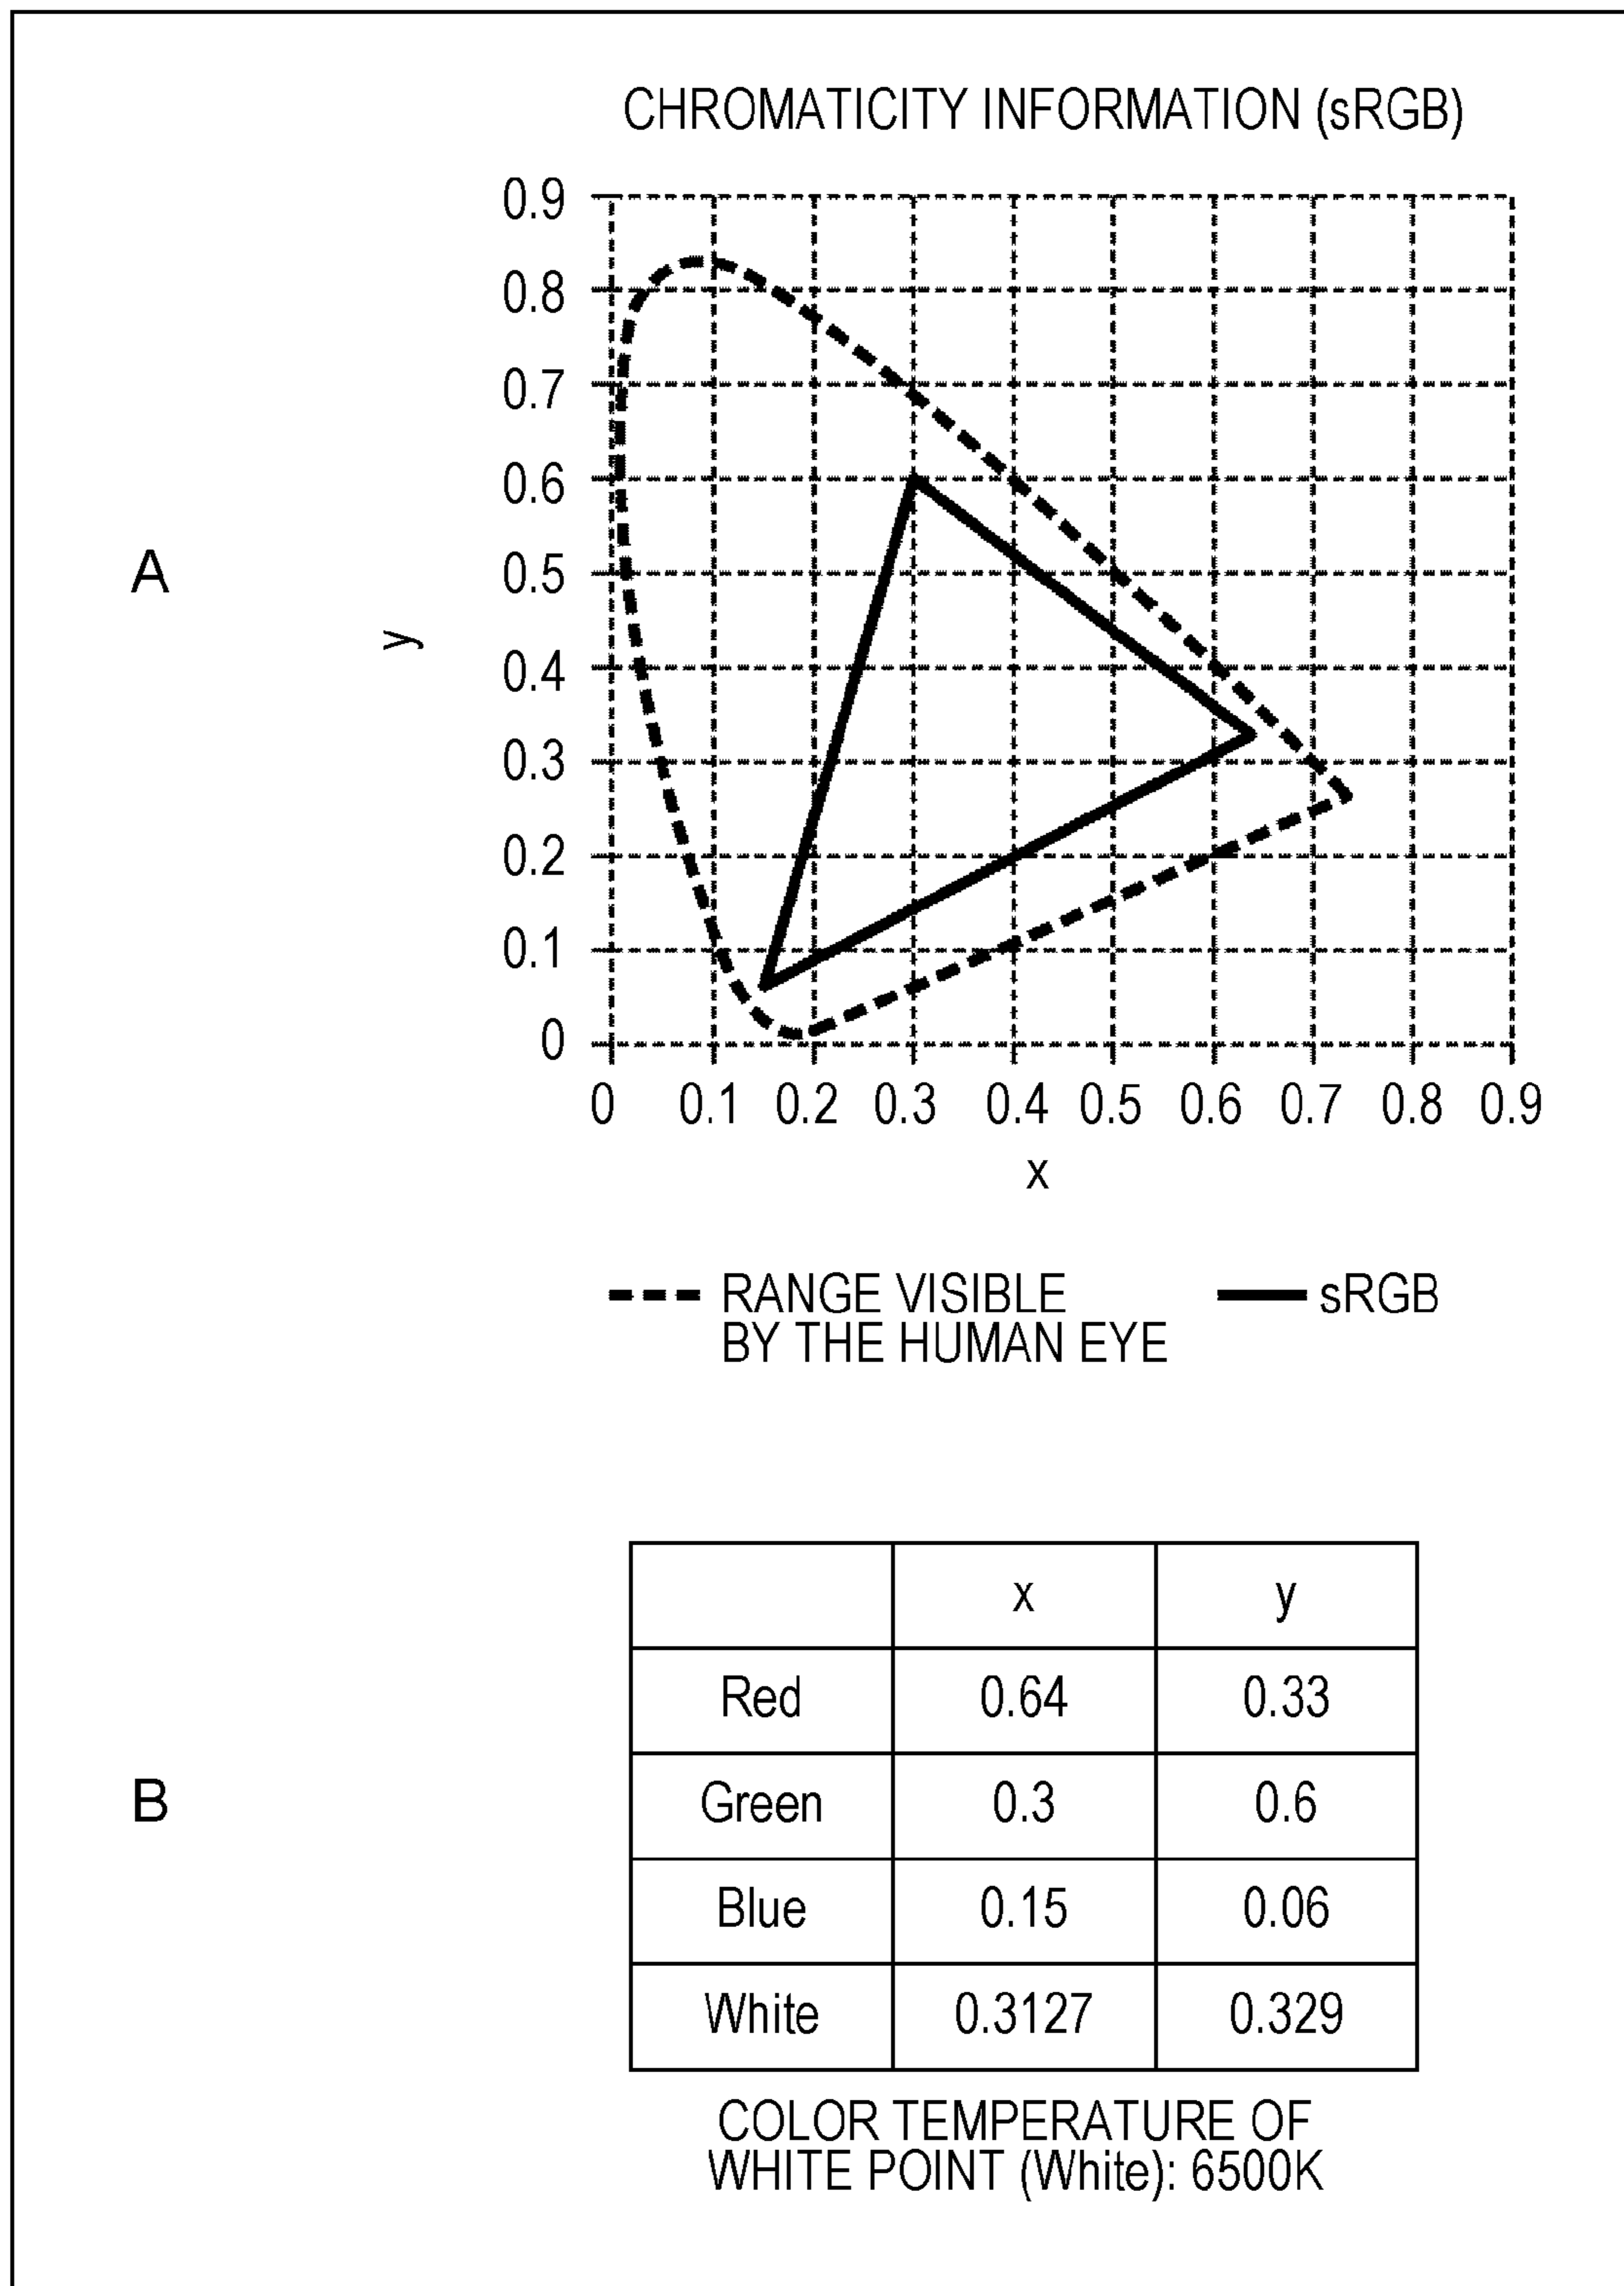 CHROMATICITY INFORMATION (sRGB)
0.9
0.8
0.7
0.6
0.5
0.4
0.3
0.2
0.1
0
A
y
0 0.1 0.2 0.3 0.4 0.5 0.6 0.7 0.8 0.9
x
RANGE VISIBLE
BY THE HUMAN EYE
sRGB
B
x y
Red 0.64 0.33
Green 0.3 0.6
Blue 0.15 0.06
White 0.3127 0.329
COLOR TEMPERATURE OF
WHITE POINT (White): 6500K